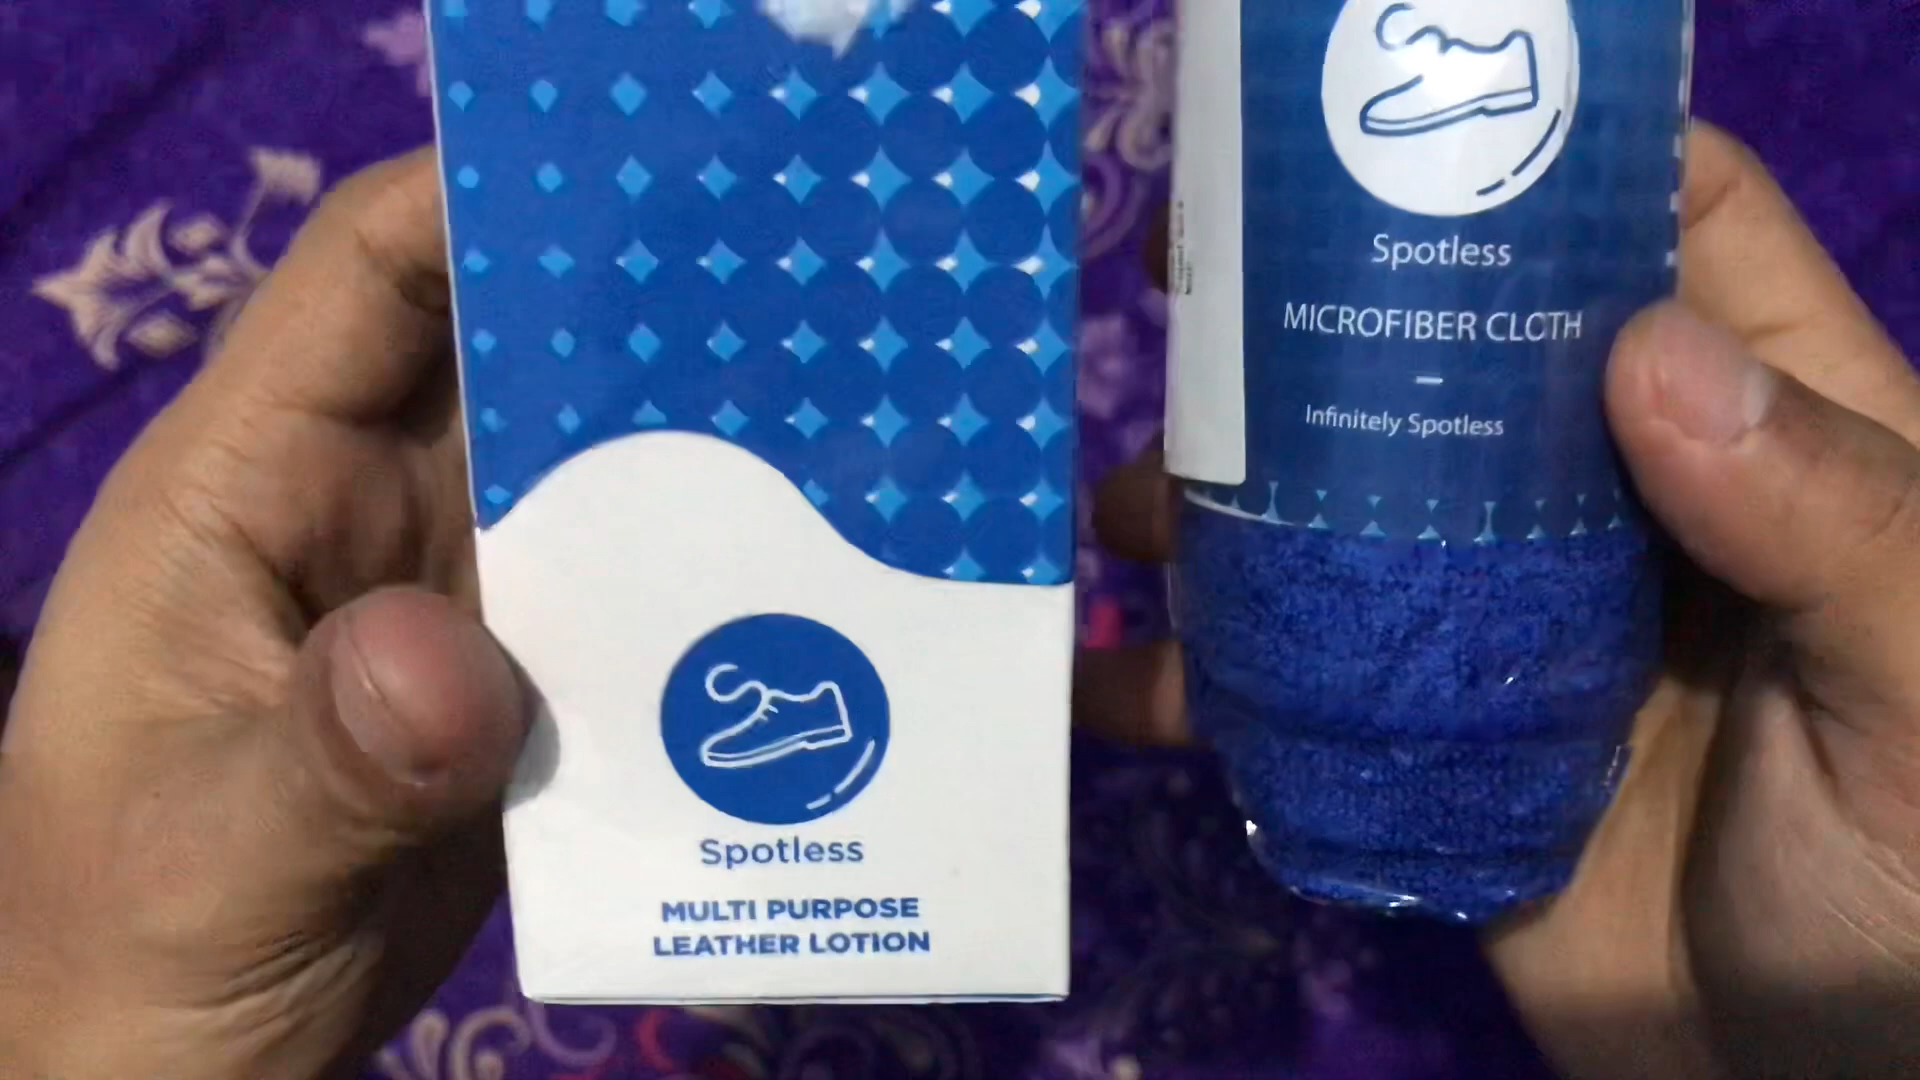 Spotless
MULTI PURPOSE
LEATHER LOTION
Spotless
MICROFIBER CLOTH
Infinitely Spotless